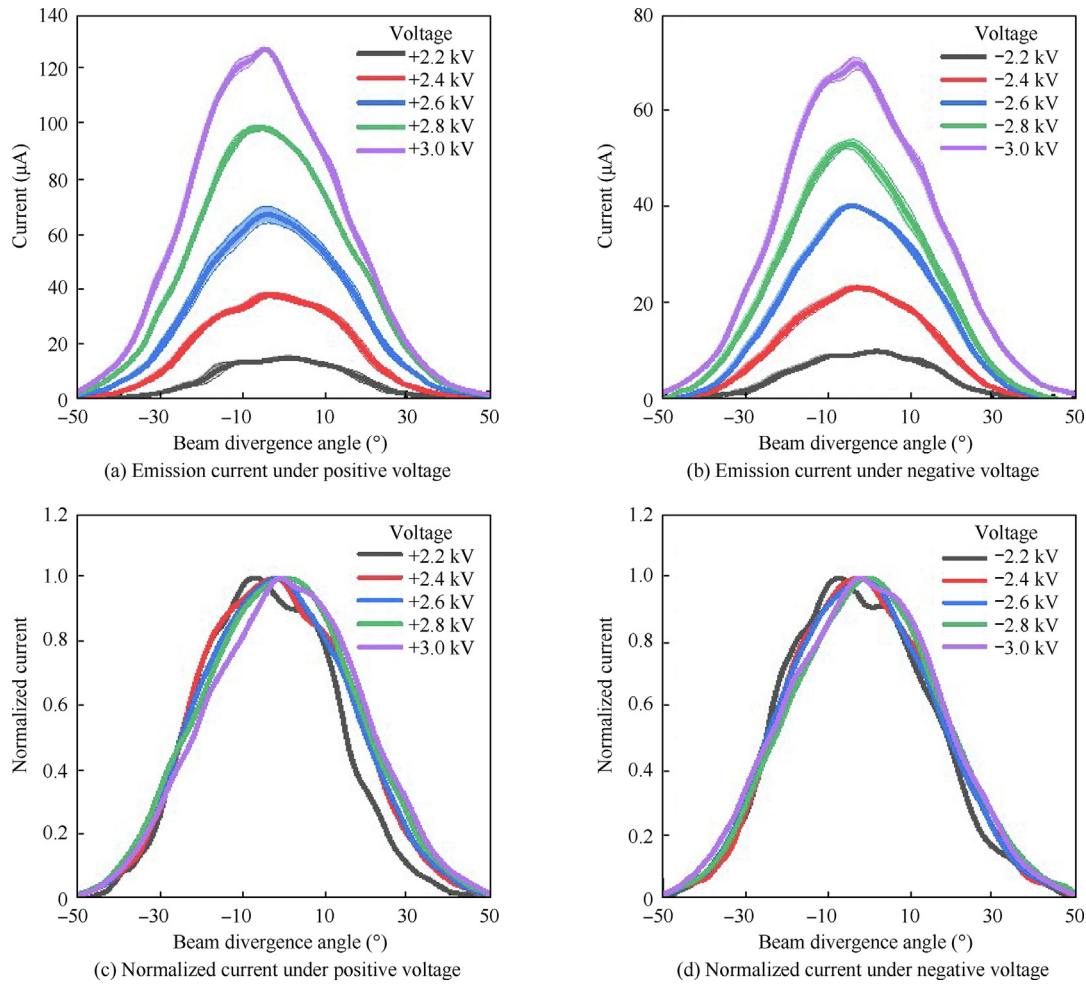 140
120
100
80
60
40
20
0
Current (μA)
Voltage
+2.2 kV
+2.4 kV
+2.6 kV
+2.8 kV
+3.0 kV
−50
−30
−10
10
30
50
Beam divergence angle (°)
(a) Emission current under positive voltage
80
60
40
20
0
Current (μA)
Voltage
−2.2 kV
−2.4 kV
−2.6 kV
−2.8 kV
−3.0 kV
−50
−30
−10
10
30
50
Beam divergence angle (°)
(b) Emission current under negative voltage
1.2
1.0
0.8
0.6
0.4
0.2
0
Normalized current
Voltage
+2.2 kV
+2.4 kV
+2.6 kV
+2.8 kV
+3.0 kV
−50
−30
−10
10
30
50
Beam divergence angle (°)
(c) Normalized current under positive voltage
1.2
1.0
0.8
0.6
0.4
0.2
0
Normalized current
Voltage
−2.2 kV
−2.4 kV
−2.6 kV
−2.8 kV
−3.0 kV
−50
−30
−10
10
30
50
Beam divergence angle (°)
(d) Normalized current under negative voltage